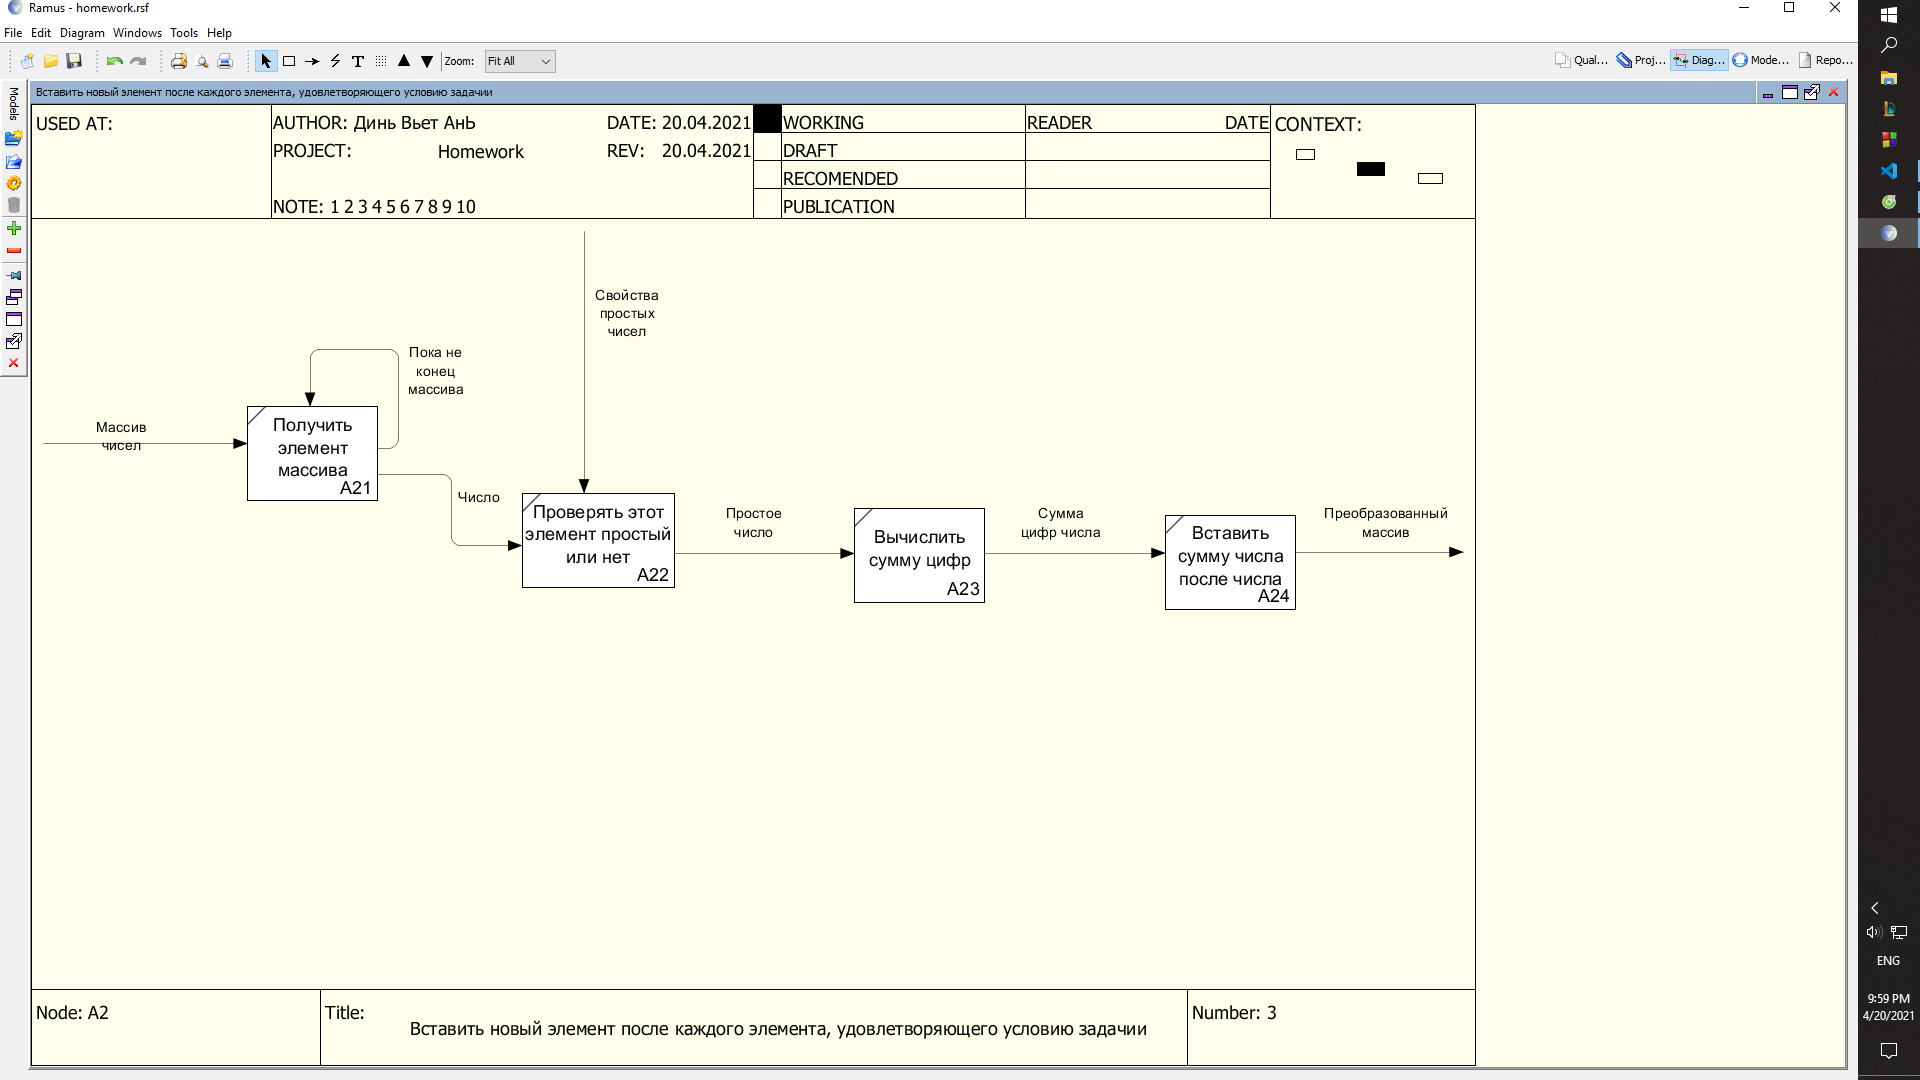 Ramus - homework.rsf
File Edit Diagram Windows Tools Help
Zoom: Fit All
Qual... Proj... Diag... Mode... Repo...
Models
Вставить новый элемент после каждого элемента, удовлетворяющего условию задачии
USED AT:
AUTHOR: Динь Вьет АнЬ
DATE: 20.04.2021
PROJECT: Homework
REV: 20.04.2021
NOTE: 1 2 3 4 5 6 7 8 9 10
WORKING
DRAFT
RECOMENDED
PUBLICATION
READER DATE
CONTEXT:
Свойства
простых
чисел
Пока не
конец
массива
Массив
чисел
Получить
элемент
массива
A21
Число
Проверять этот
элемент простый
или нет
A22
Простое
число
Вычислить
сумму цифр
A23
Сумма
цифр числа
Вставить
сумму числа
после числа
A24
Преобразованный
массив
Node: A2
Title:
Вставить новый элемент после каждого элемента, удовлетворяющего условию задачии
Number: 3
ENG
9:59 PM
4/20/2021